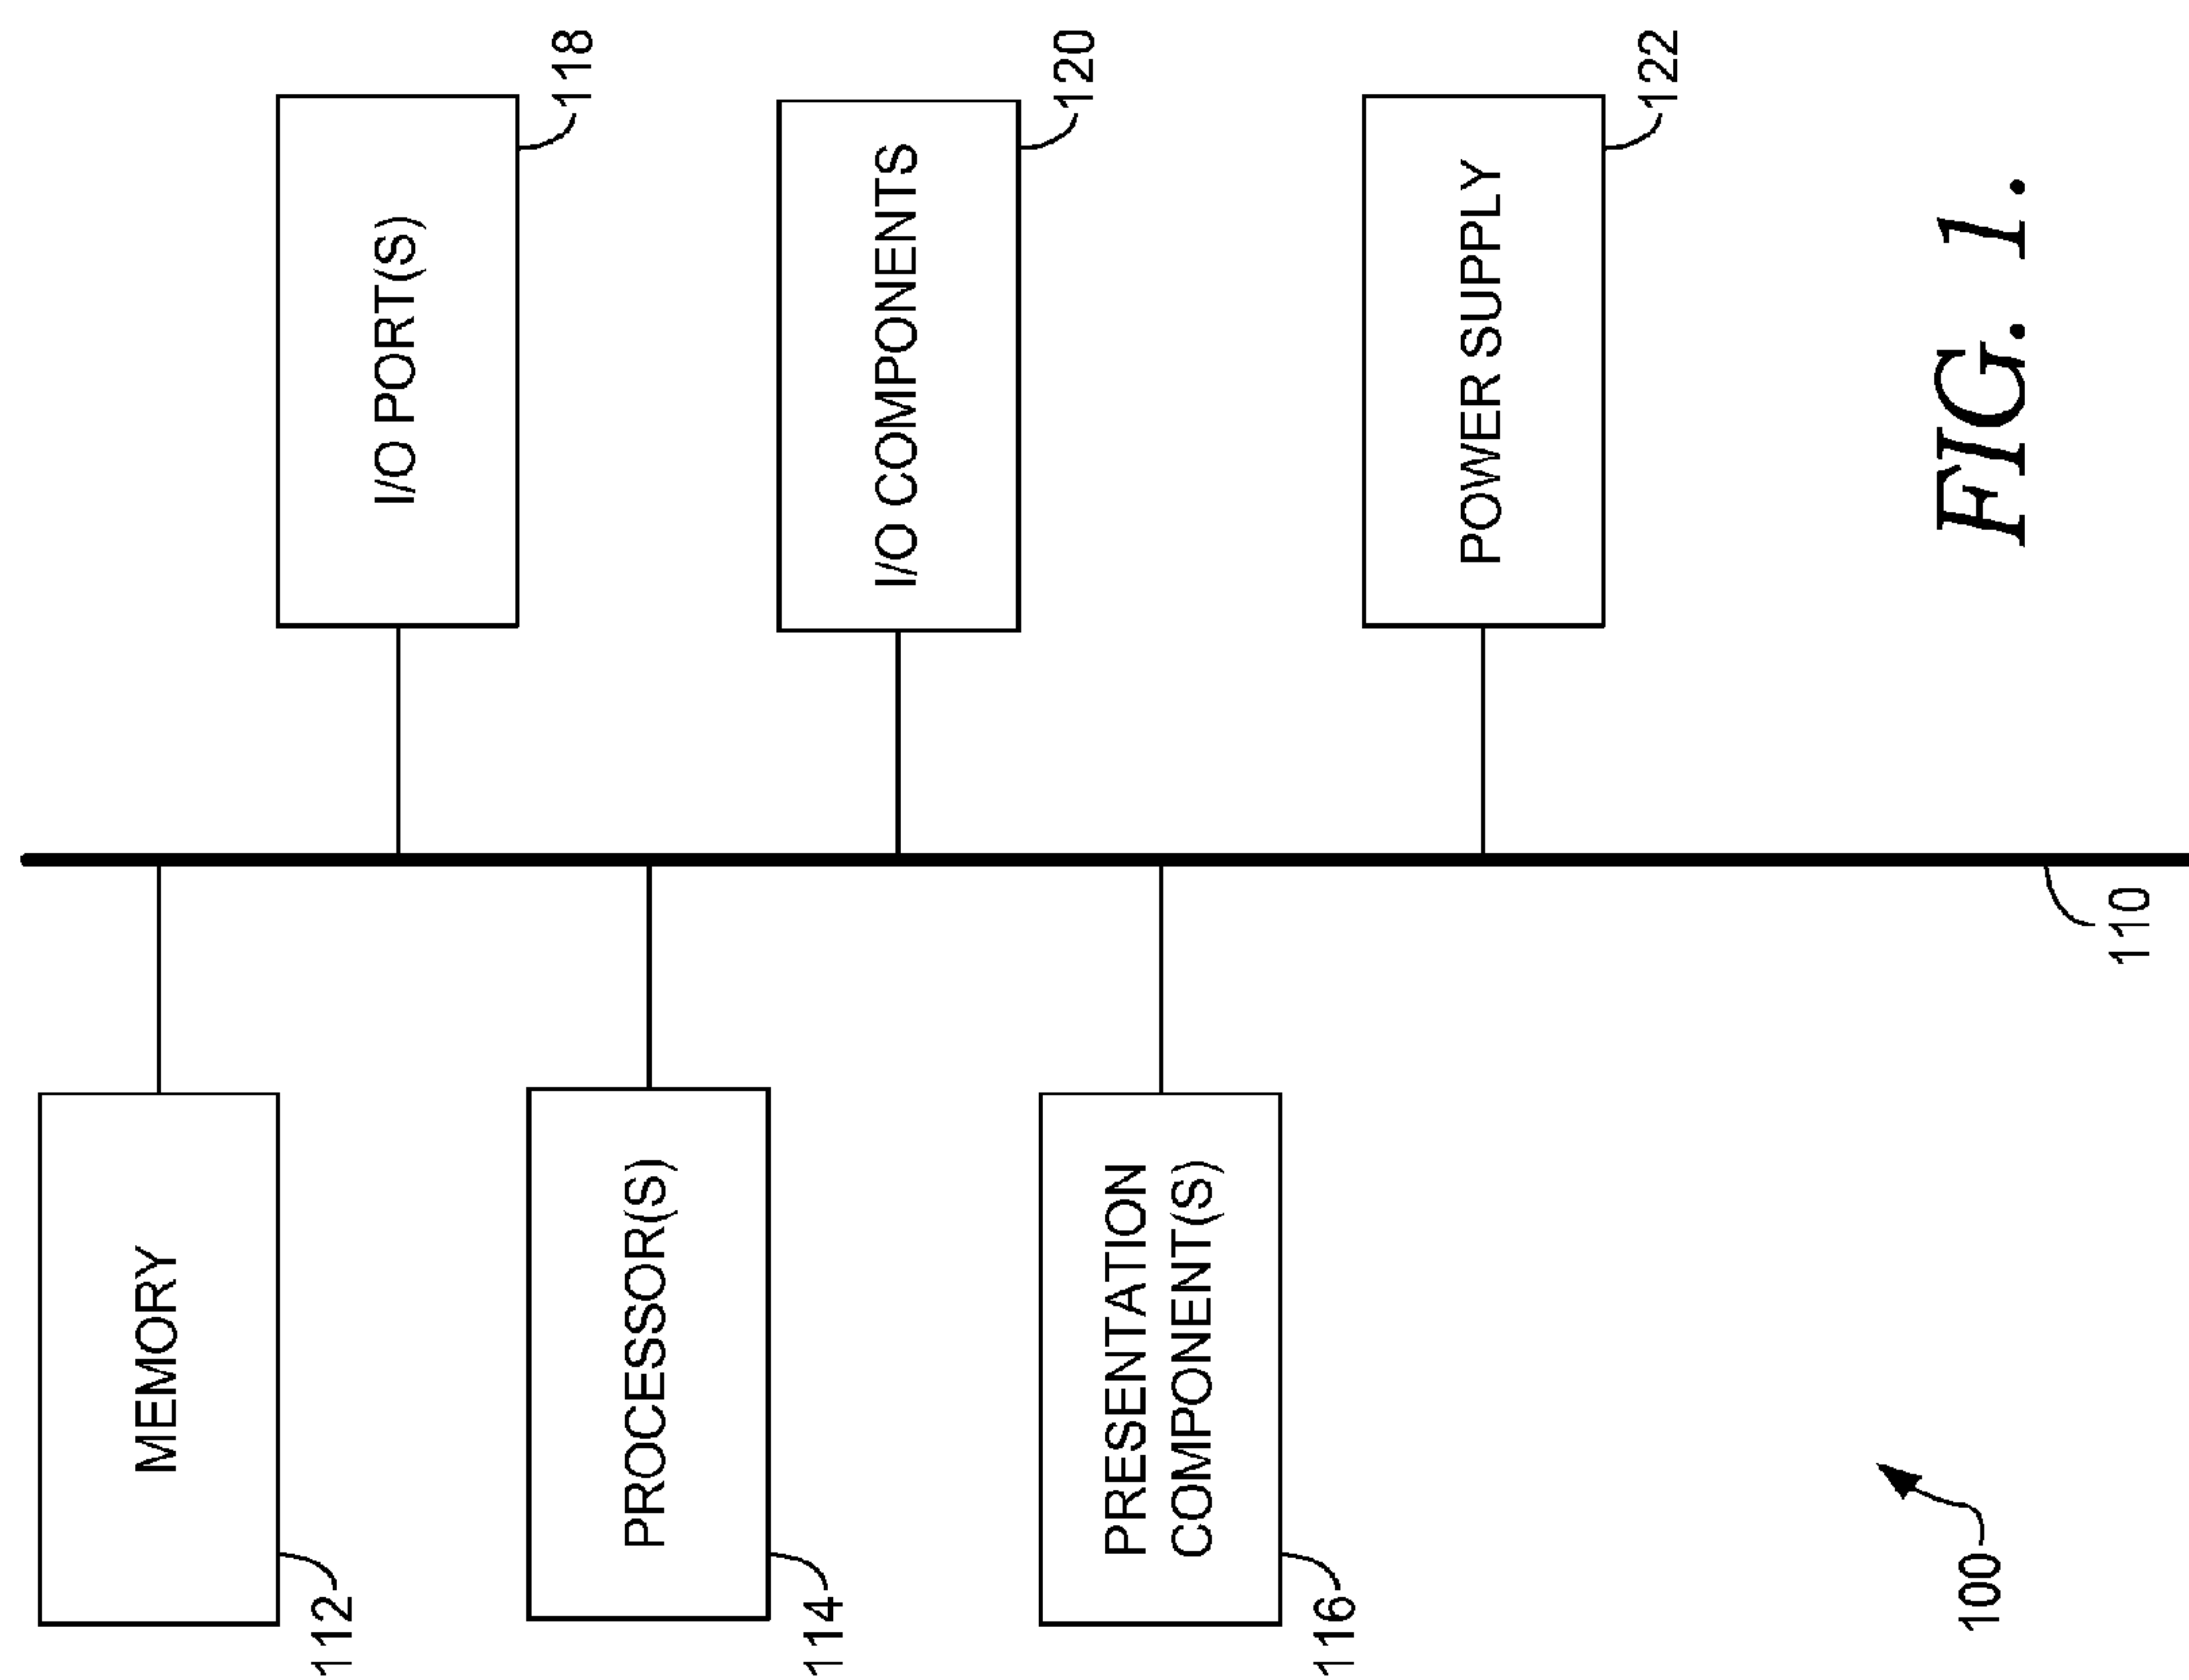 MEMORY
112
I/O PORT(S)
118
PROCESSOR(S)
114
I/O COMPONENTS
120
PRESENTATION
COMPONENT(S)
116
POWER SUPPLY
122
110
100
FIG. 1.